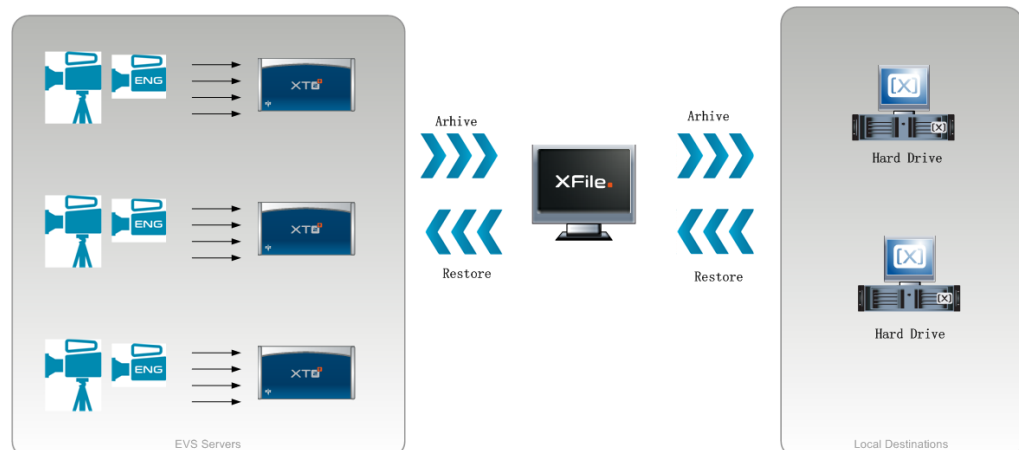 ENG
XT
Arhive
Arhive
XFile.
[X]
[X]
Hard Drive
ENG
XT
Restore
Restore
[X]
[X]
Hard Drive
ENG
XT
EVS Servers
Local Destinations